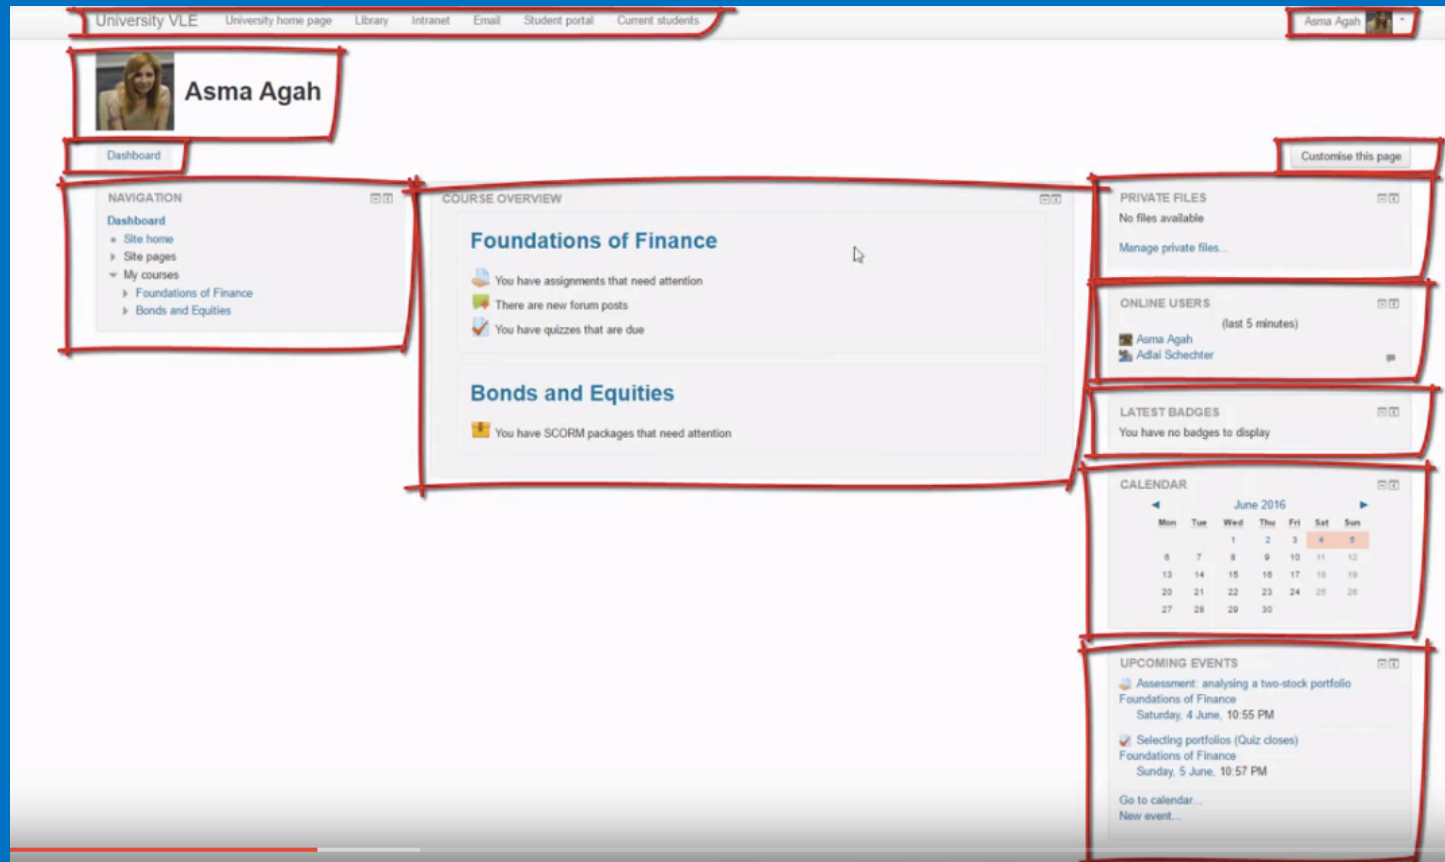 University VLE University home page Library Intranet Email Student portal Current students Asma Agah
Asma Agah
Dashboard
Customise this page
NAVIGATION
Dashboard
Site home
Site pages
My courses
Foundations of Finance
Bonds and Equities
COURSE OVERVIEW
Foundations of Finance
You have assignments that need attention
There are new forum posts
You have quizzes that are due
Bonds and Equities
You have SCORM packages that need attention
PRIVATE FILES
No files available
Manage private files...
ONLINE USERS
(last 5 minutes)
Asma Agah
Adlai Schechter
LATEST BADGES
You have no badges to display
CALENDAR
June 2016
Mon Tue Wed Thu Fri Sat Sun
1 2 3 4 5
6 7 8 9 10 11 12
13 14 15 16 17 18 19
20 21 22 23 24 25 26
27 28 29 30
UPCOMING EVENTS
Assessment: analysing a two-stock portfolio
Foundations of Finance
Saturday, 4 June, 10:55 PM
Selecting portfolios (Quiz closes)
Foundations of Finance
Sunday, 5 June, 10:57 PM
Go to calendar...
New event...